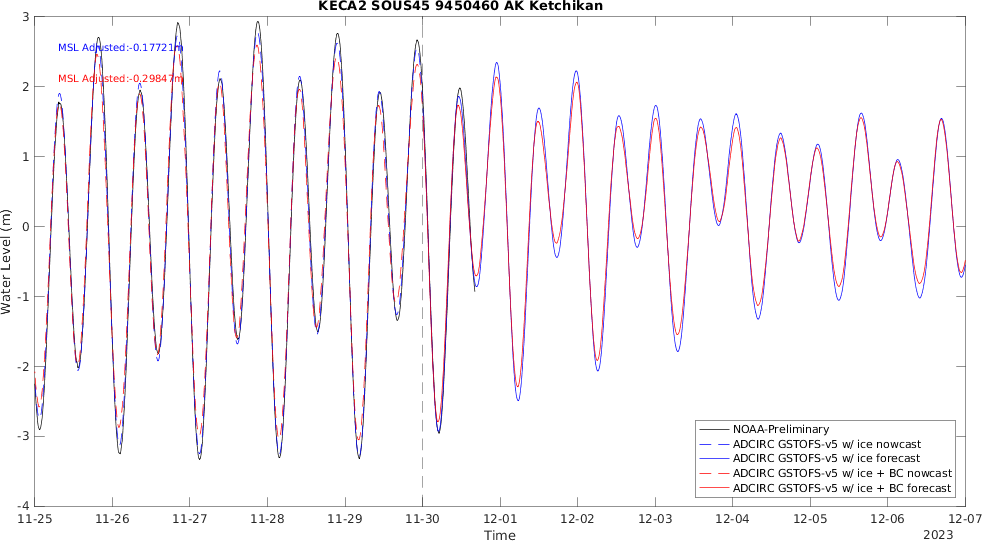 KECA2 SOUS45 9450460 AK Ketchikan
3
2
1
0
-1
-2
-3
-4
Water Level (m)
MSL Adjusted:-0.17721m
MSL Adjusted:-0.29847m
NOAA-Preliminary
ADCIRC GSTOFS-v5 w/ ice nowcast
ADCIRC GSTOFS-v5 w/ ice forecast
ADCIRC GSTOFS-v5 w/ ice + BC nowcast
ADCIRC GSTOFS-v5 w/ ice + BC forecast
11-25 11-26 11-27 11-28 11-29 11-30 12-01 12-02 12-03 12-04 12-05 12-06 12-07
Time
2023